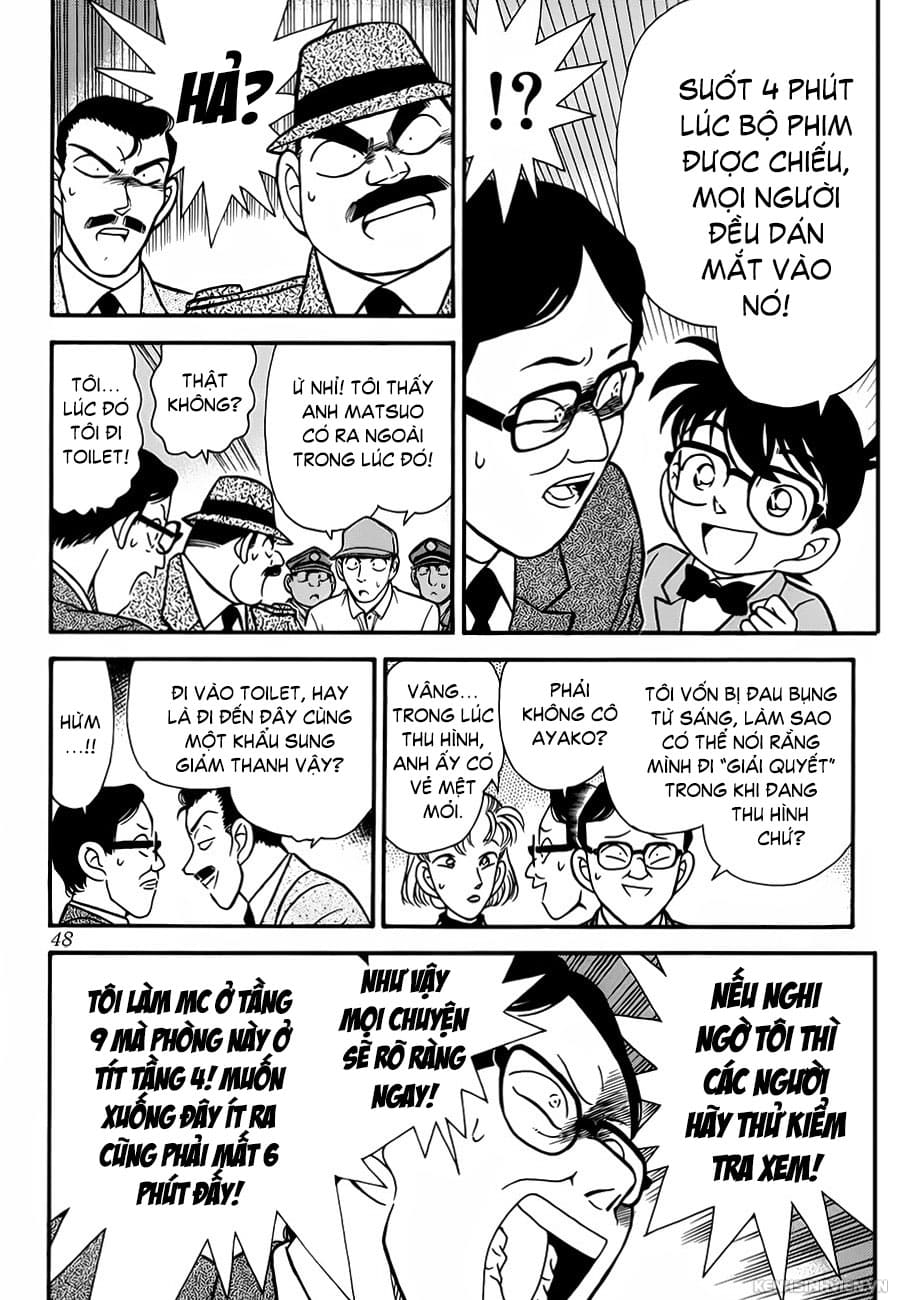 SUỐT 4 PHÚT
LÚC BỘ PHIM
ĐƯỢC CHIẾU,
MỌI NGƯỜI
ĐỀU DÁN
MẮT VÀO
NÓ!
!?
HẢ?
Ừ NHỈ! TÔI THẤY
ANH MATSUO
CÓ RA NGOÀI
TRONG LÚC ĐÓ!
THẬT
KHÔNG?
TÔI...
LÚC ĐÓ
TÔI ĐI
TOILET!
TÔI VỐN BỊ ĐAU BỤNG
TỪ SÁNG, LÀM SAO
CÓ THỂ NÓI RẰNG
MÌNH ĐI “GIẢI QUYẾT”
TRONG KHI ĐANG
THU HÌNH
CHỨ?
PHẢI
KHÔNG CÔ
AYAKO?
VÂNG...
TRONG LÚC
THU HÌNH,
ANH ẤY CÓ
VẺ MỆT
MỎI.
ĐI VÀO TOILET, HAY
LÀ ĐI ĐẾN ĐÂY CÙNG
MỘT KHẨU SUNG
GIẢM THANH VẬY?
HỪM
...!!
48
NẾU NGHI
NGỜ TÔI THÌ
CÁC NGƯỜI
HÃY THỬ KIỂM
TRA XEM!
NHƯ VẬY
MỌI CHUYỆN
SẼ RÕ RÀNG
NGAY!
TÔI LÀM MC Ở TẦNG
9 MÀ PHÒNG NÀY Ở
TÍT TẦNG 4! MUỐN
XUỐNG ĐÂY ÍT RA
CŨNG PHẢI MẤT 6
PHÚT ĐẤY!